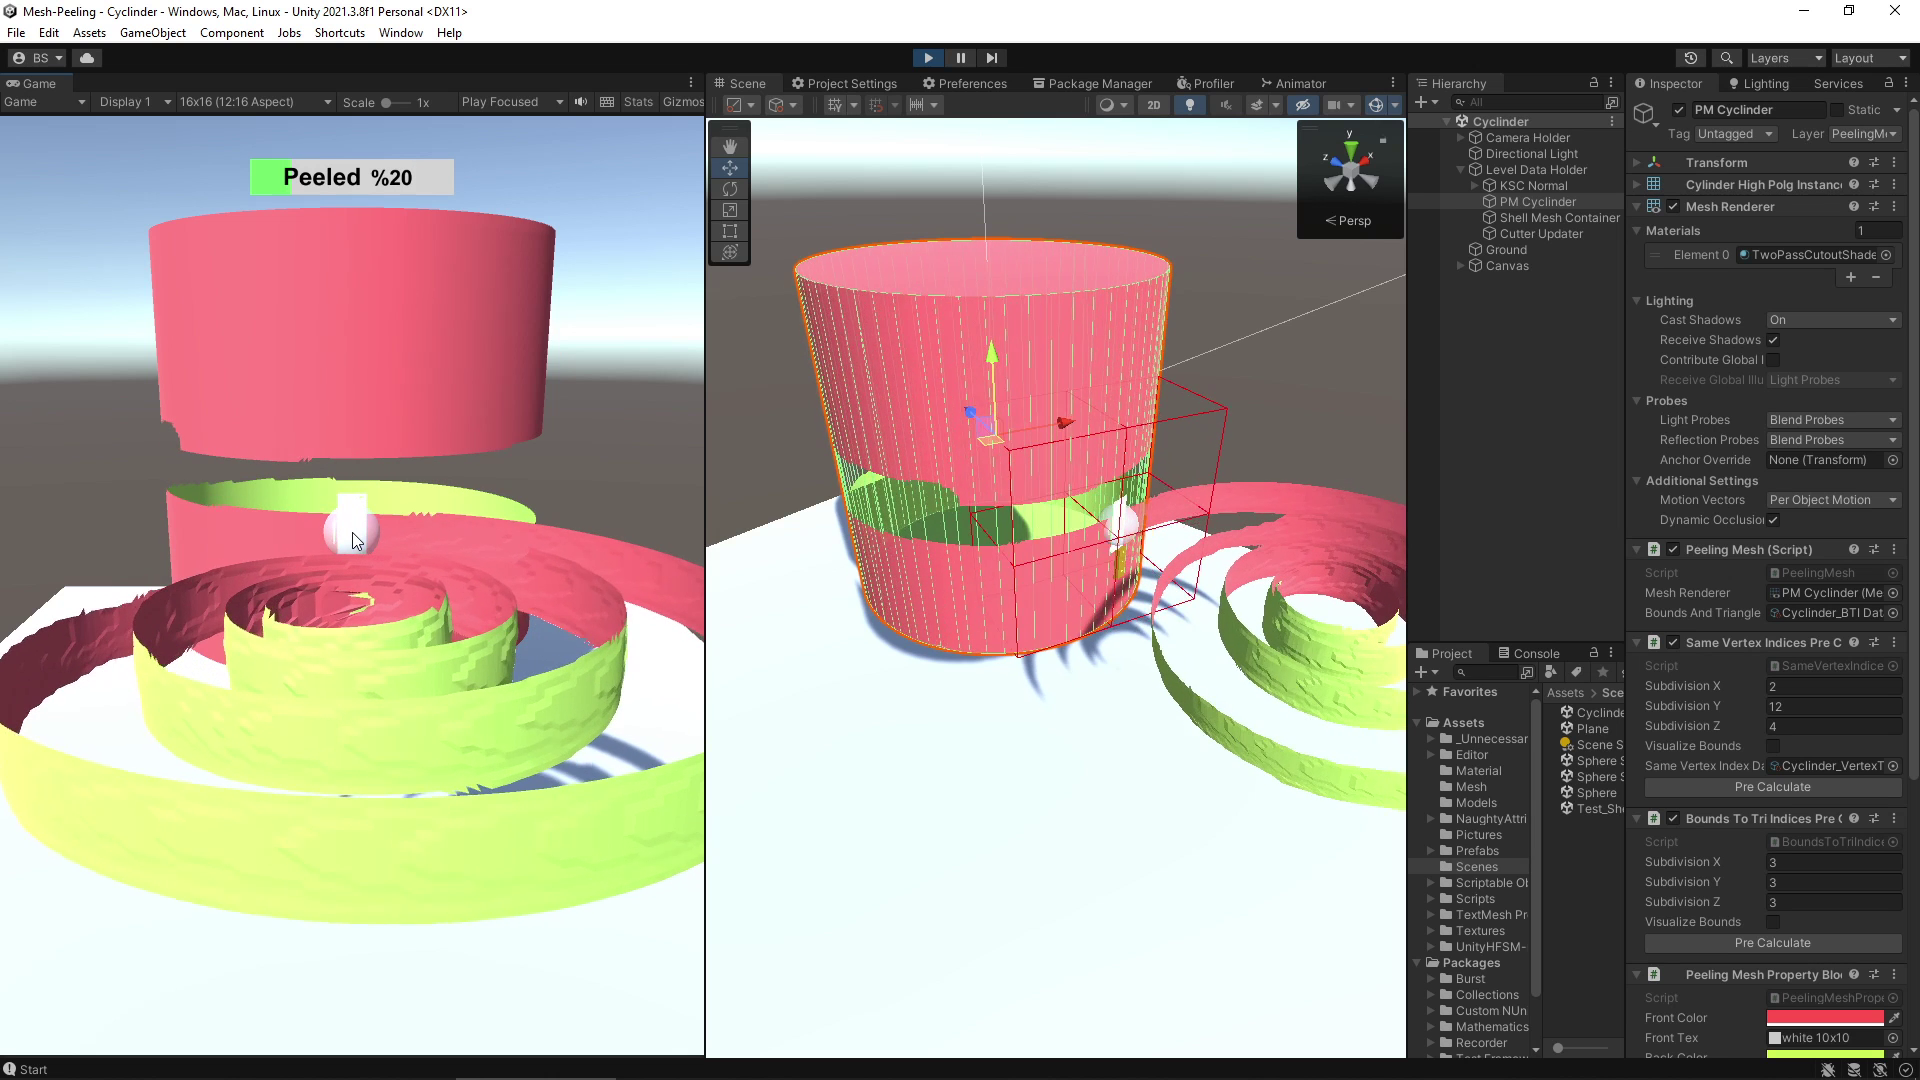 Mesh-Peeling - Cyclinder - Windows, Mac, Linux - Unity 2021.3.8f1 Personal <DX11>
File Edit Assets GameObject Component Jobs Shortcuts Window Help
BS Layers Layout
Game
Game Display 1 16x16 (12:16 Aspect) Scale 1x Play Focused Stats Gizmos
Peeled %20
Scene Project Settings Preferences Package Manager Profiler Animator
2D
y
z x
Persp
Hierarchy
All
Cyclinder
Camera Holder
Directional Light
Level Data Holder
KSC Normal
PM Cyclinder
Shell Mesh Container
Cutter Updater
Ground
Canvas
Project Console
Favorites
Assets
_Unnecessar
Editor
Material
Mesh
Models
NaughtyAttri
Pictures
Prefabs
Scenes
Scriptable Ob
Scripts
TextMesh Pr
Textures
UnityHFSM-
Packages
Burst
Collections
Custom NUn
Mathematics
Recorder
Assets > Sce
Cyclinde
Plane
Scene S
Sphere S
Sphere S
Sphere
Test_Sh
Inspector Lighting Services
PM Cyclinder Static
Tag Untagged Layer PeelingM
Transform
Cylinder High Polg Instance
Mesh Renderer
Materials 1
Element 0 TwoPassCutoutShade
Lighting
Cast Shadows On
Receive Shadows
Contribute Global I
Receive Global Illu Light Probes
Probes
Light Probes Blend Probes
Reflection Probes Blend Probes
Anchor Override None (Transform)
Additional Settings
Motion Vectors Per Object Motion
Dynamic Occlusio
Peeling Mesh (Script)
Script PeelingMesh
Mesh Renderer PM Cyclinder (Me
Bounds And Triangle Cyclinder_BTI Dat
Same Vertex Indices Pre C
Script SameVertexIndice
Subdivision X 2
Subdivision Y 12
Subdivision Z 4
Visualize Bounds
Same Vertex Index Da Cyclinder_VertexT
Pre Calculate
Bounds To Tri Indices Pre C
Script BoundsToTriIndice
Subdivision X 3
Subdivision Y 3
Subdivision Z 3
Visualize Bounds
Pre Calculate
Peeling Mesh Property Blo
Script PeelingMeshPrope
Front Color
Front Tex white 10x10
Start